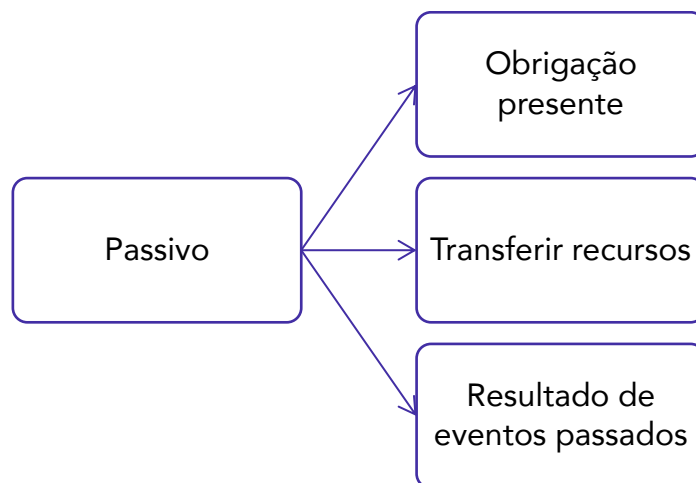 Passivo
Obrigação
presente
Transferir recursos
Resultado de
eventos passados